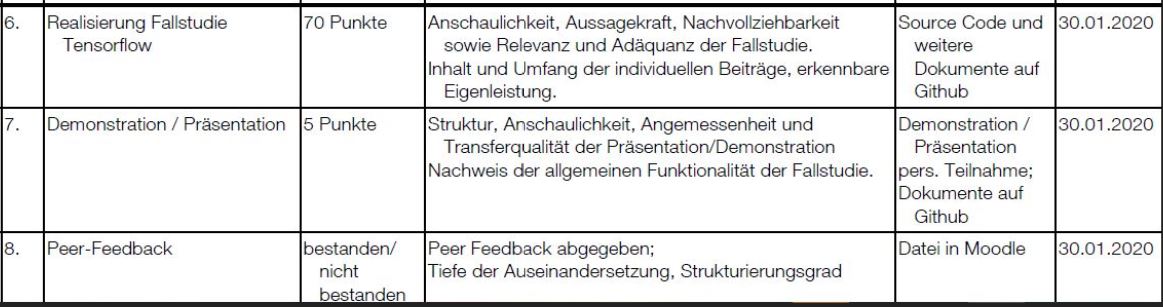 6. Realisierung Fallstudie Tensorflow
70 Punkte
Anschaulichkeit, Aussagekraft, Nachvollziehbarkeit
sowie Relevanz und Adäquanz der Fallstudie.
Inhalt und Umfang der individuellen Beiträge, erkennbare
Eigenleistung.
Source Code und
weitere
Dokumente auf
Github
30.01.2020
7. Demonstration / Präsentation
5 Punkte
Struktur, Anschaulichkeit, Angemessenheit und
Transferqualität der Präsentation/Demonstration
Nachweis der allgemeinen Funktionalität der Fallstudie.
Demonstration /
Präsentation
pers. Teilnahme;
Dokumente auf
Github
30.01.2020
8. Peer-Feedback
bestanden/
nicht
bestanden
Peer Feedback abgegeben;
Tiefe der Auseinandersetzung, Strukturierungsgrad
Datei in Moodle
30.01.2020